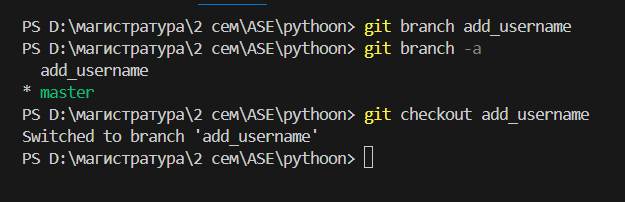 PS D:\магистратура\2 сем\ASE\pythoon> git branch add_username
PS D:\магистратура\2 сем\ASE\pythoon> git branch -a
  add_username
* master
PS D:\магистратура\2 сем\ASE\pythoon> git checkout add_username
Switched to branch 'add_username'
PS D:\магистратура\2 сем\ASE\pythoon>